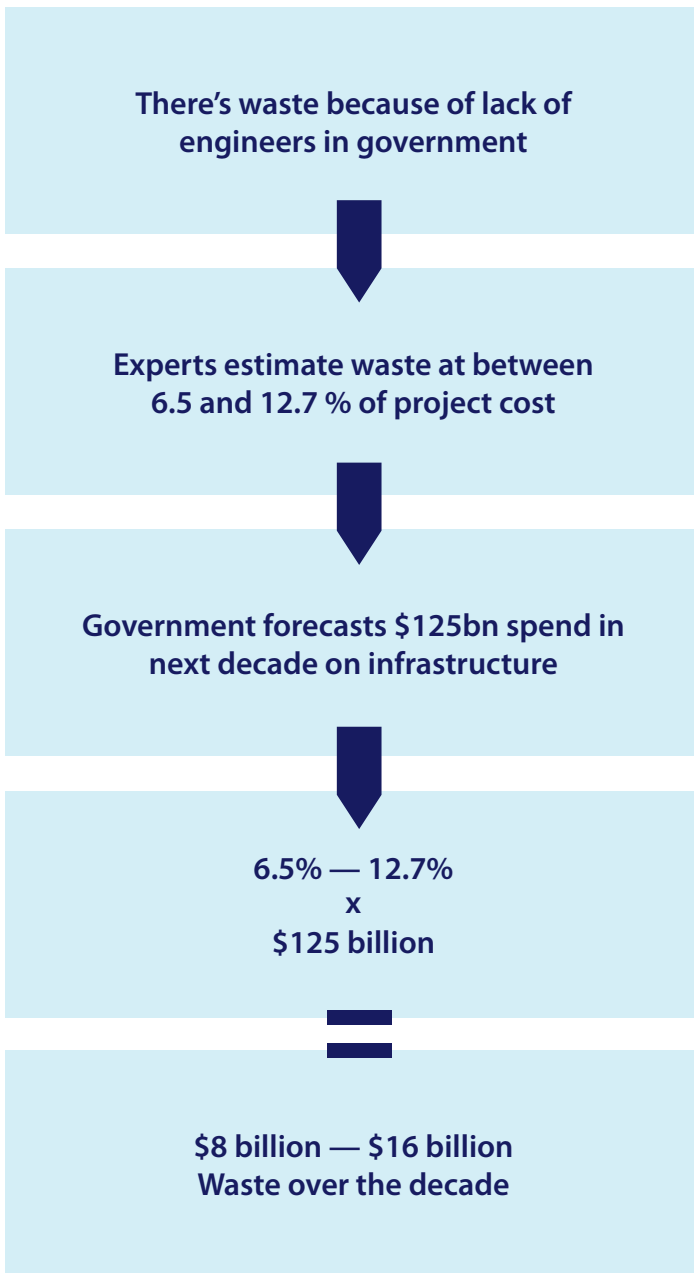 There’s waste because of lack of
engineers in government
Experts estimate waste at between
6.5 and 12.7 % of project cost
Government forecasts $125bn spend in
next decade on infrastructure
6.5% — 12.7%
x
$125 billion
$8 billion — $16 billion
Waste over the decade